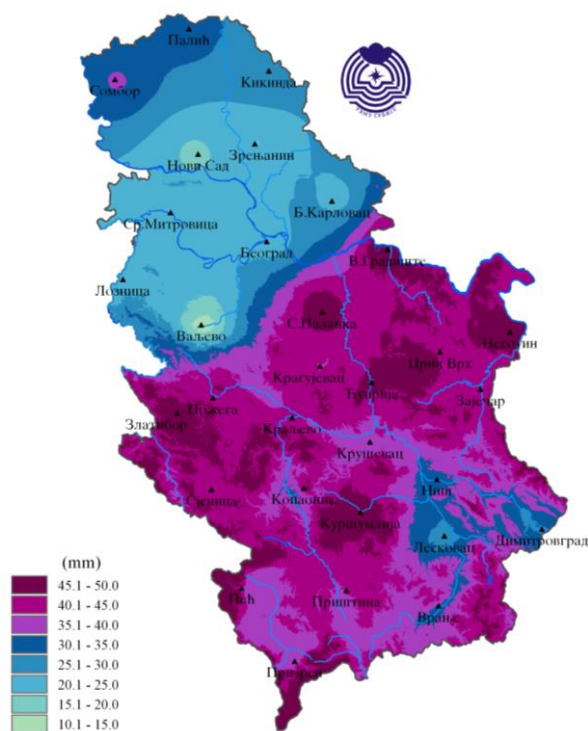 Палић
Сомбор
Кикинда
Нови Сад
Зрењанин
Ср.Митровица
Б.Карловац
Београд
В.Градиште
Лозница
Ваљево
С.Паланка
Неготин
Црни Врх
Крагујевац
Ћуприја
Зајечар
Златибор
Пожега
Краљево
Крушевац
Сјеница
Копаоник
Ниш
Куршумлија
Лесковац
Димитровград
Пећ
Приштина
Врање
Призрен
(mm)
45.1 - 50.0
40.1 - 45.0
35.1 - 40.0
30.1 - 35.0
25.1 - 30.0
20.1 - 25.0
15.1 - 20.0
10.1 - 15.0